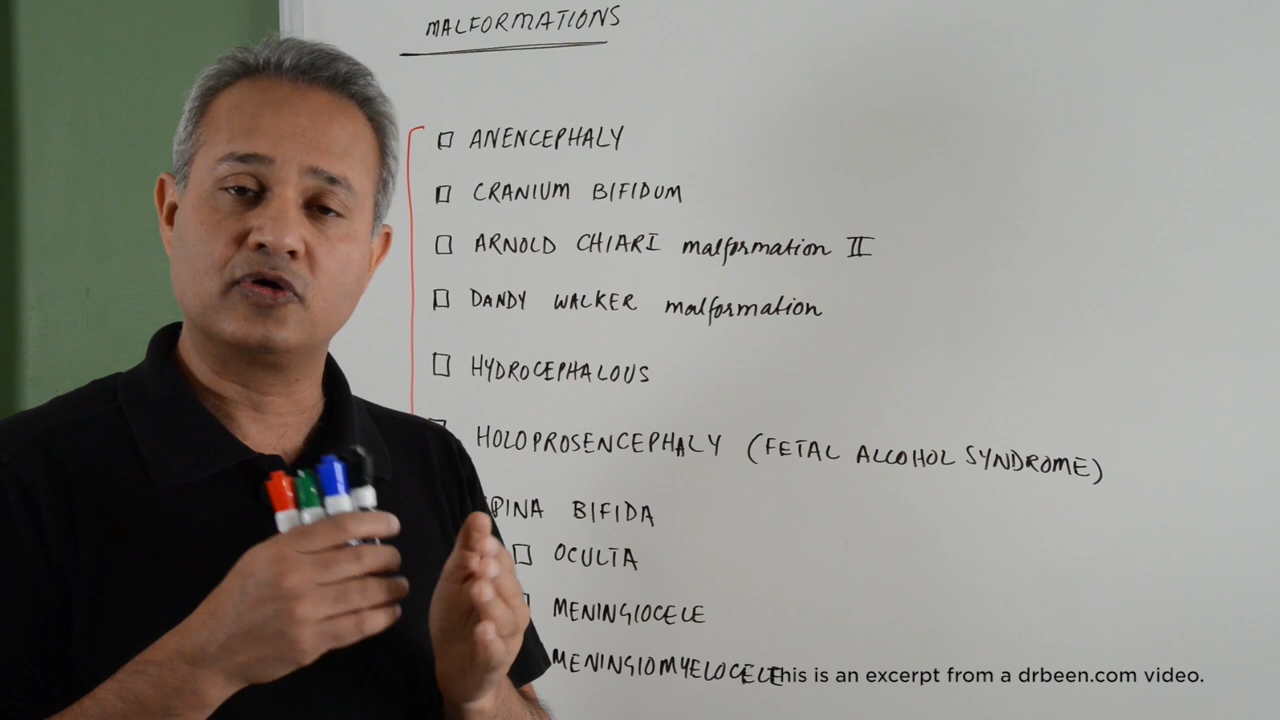 MALFORMATIONS
ANENCEPHALY
CRANIUM BIFIDUM
ARNOLD CHIARI malformation II
DANDY WALKER malformation
HYDROCEPHALOUS
HOLOPROSENCEPHALY (FETAL ALCOHOL SYNDROME)
SPINA BIFIDA
OCULTA
MENINGIOCELE
MENINGIOMYELOCELE
This is an excerpt from a drbeen.com video.